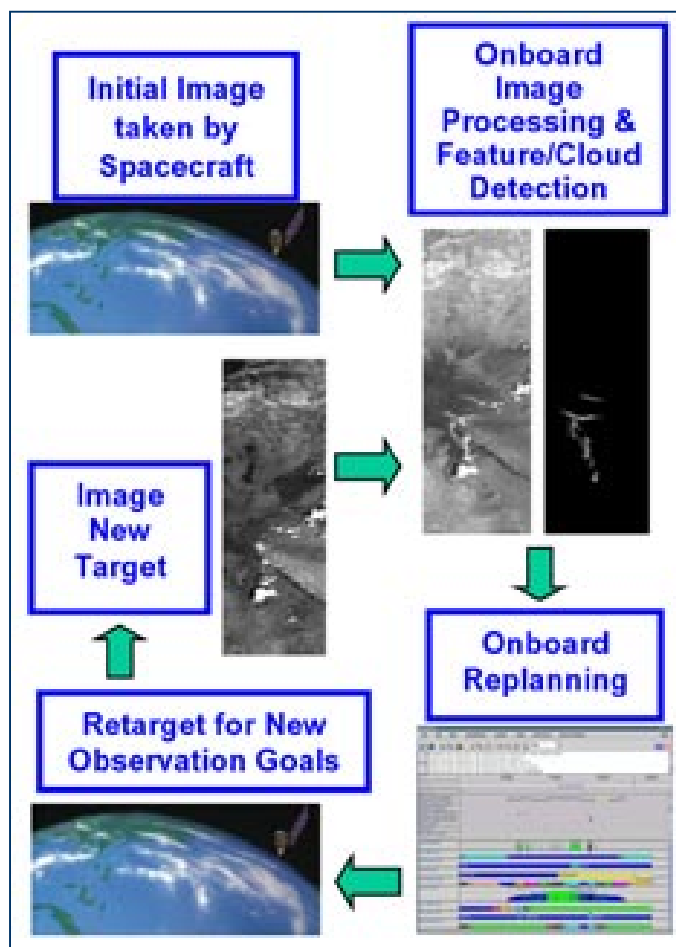 Initial Image
taken by
Spacecraft
Onboard
Image
Processing &
Feature/Cloud
Detection
Image
New
Target
Onboard
Replanning
Retarget for New
Observation Goals